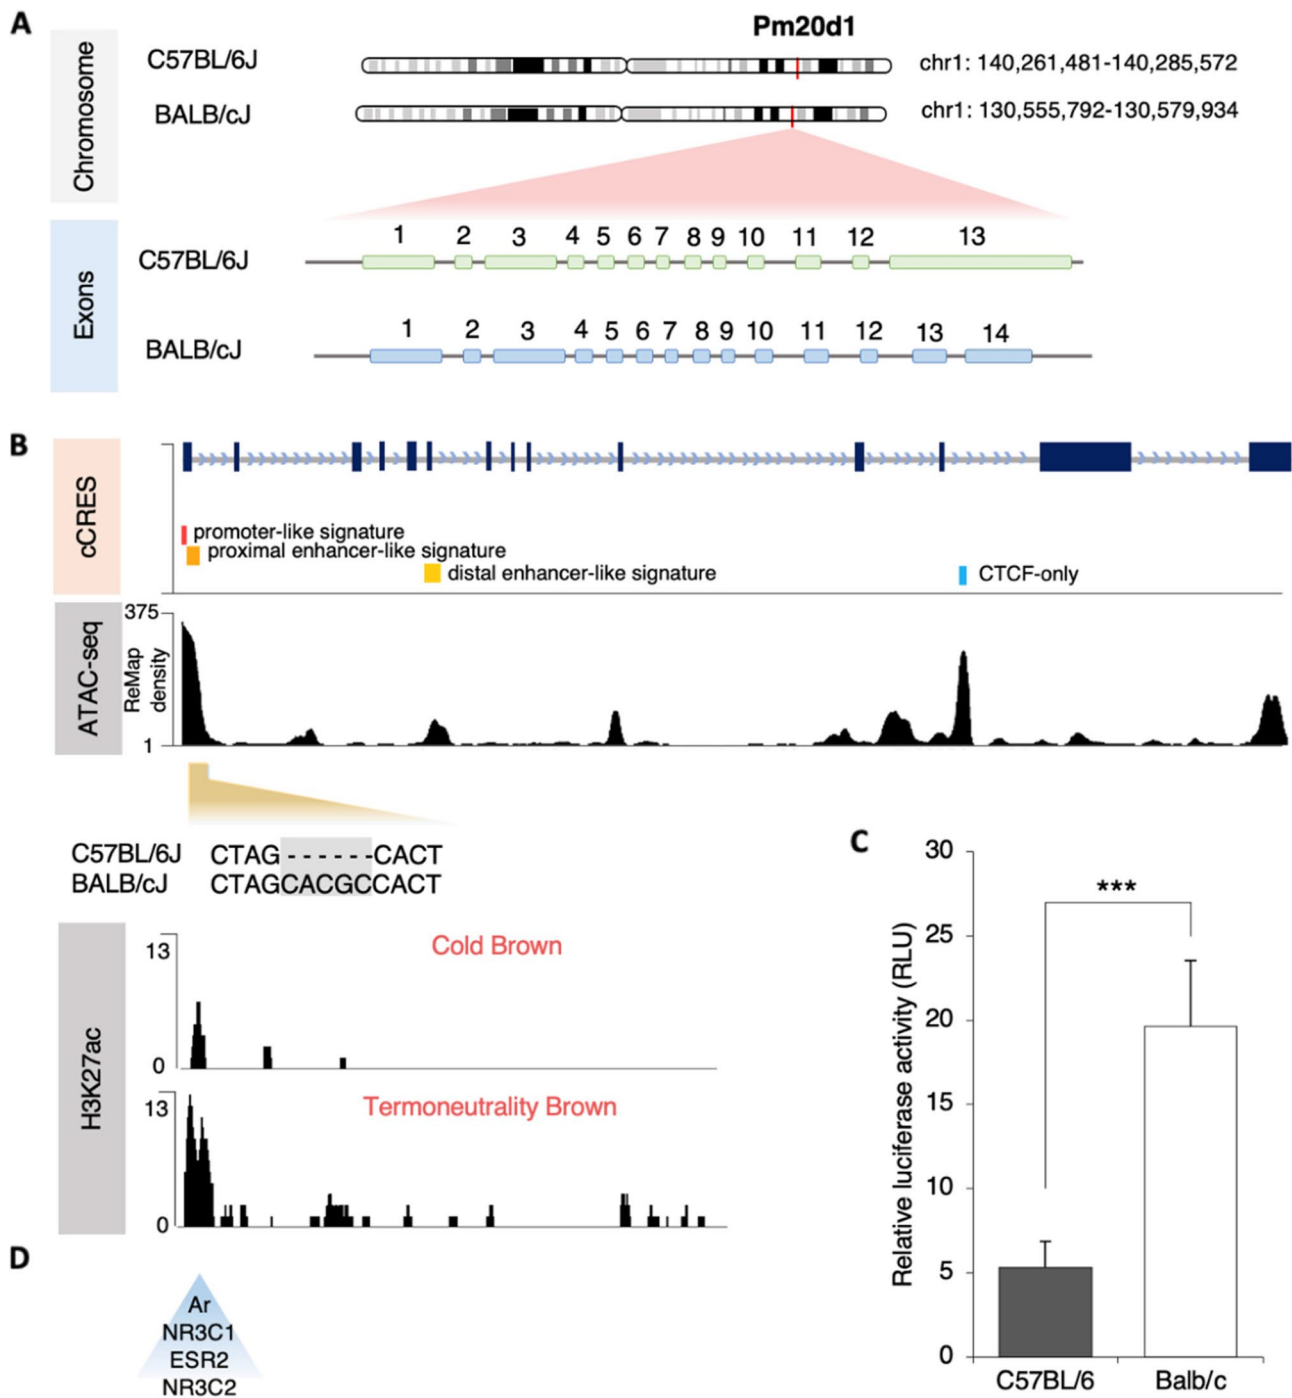 A
Chromosome
Pm20d1
C57BL/6J
chr1: 140,261,481-140,285,572
BALB/cJ
chr1: 130,555,792-130,579,934
Exons
C57BL/6J
1 2 3 4 5 6 7 8 9 10 11 12 13
BALB/cJ
1 2 3 4 5 6 7 8 9 10 11 12 13 14
B
cCRES
promoter-like signature
proximal enhancer-like signature
distal enhancer-like signature
CTCF-only
ATAC-seq
ReMap
density
375
1
C57BL/6J CTAG------CACT
BALB/cJ CTAGCACGCCACT
H3K27ac
13
Cold Brown
0
13
Termoneutrality Brown
0
C
Relative luciferase activity (RLU)
30
25
20
15
10
5
0
***
C57BL/6
Balb/c
D
Ar
NR3C1
ESR2
NR3C2